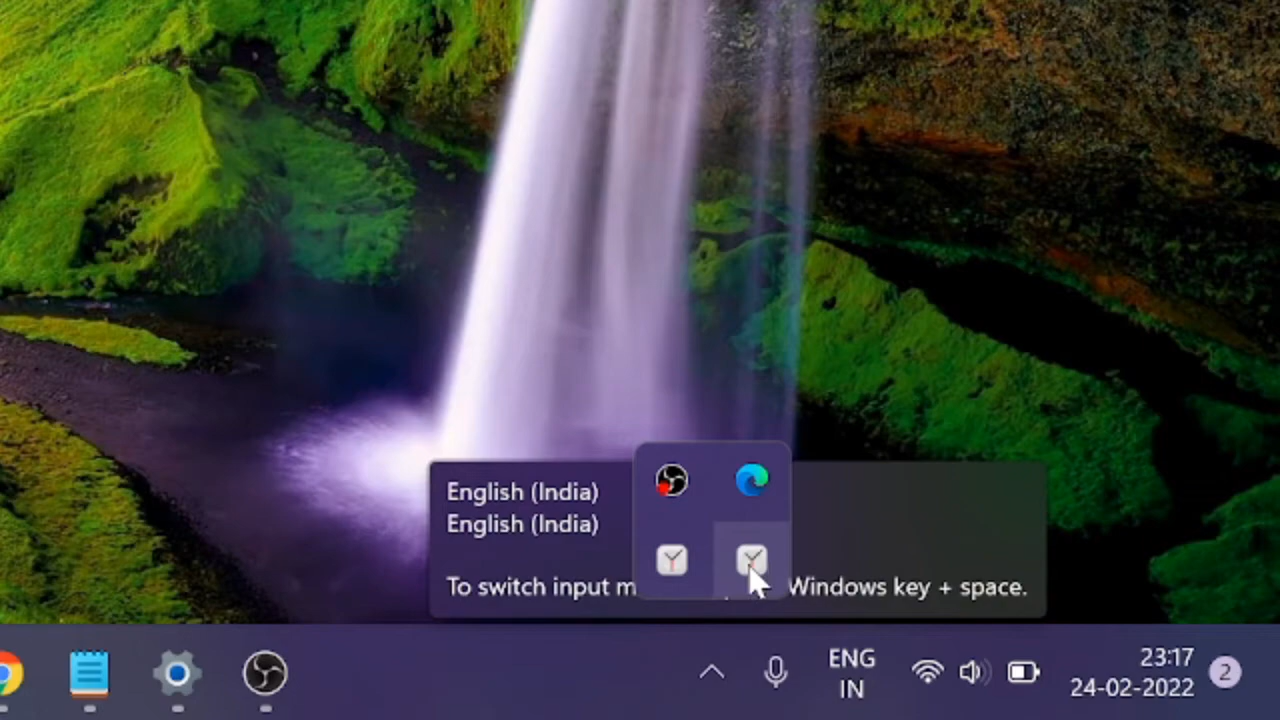 English (India)
English (India)
To switch input m Windows key + space.
ENG
IN
23:17
24-02-2022
2